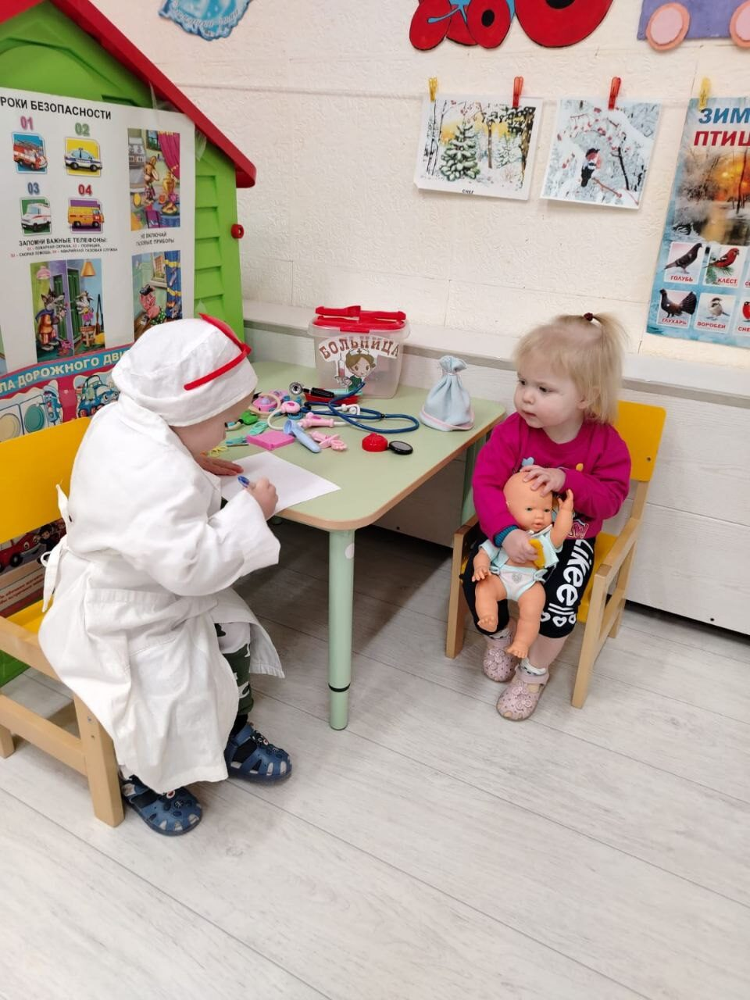 РОКИ БЕЗОПАСНОСТИ
01
02
03
04
ЗАПОМНИ ВАЖНЫЕ ТЕЛЕФОНЫ:
01 - ПОЖАРНАЯ ОХРАНА, 02 - ПОЛИЦИЯ,
03 - СКОРАЯ ПОМОЩЬ, 04 - АВАРИЙНАЯ ГАЗОВАЯ СЛУЖБА
НЕ ВКЛЮЧАЙ
ГАЗОВЫЕ ПРИБОРЫ
ЛА ДОРОЖНОГО ДВИ
БОЛЬНИЦА
СНЕГ
ЗИМ
ПТИЦ
ГОЛУБЬ
КЛЕСТ
ГЛУХАРЬ
ВОРОБЕЙ
СНЕ
likee